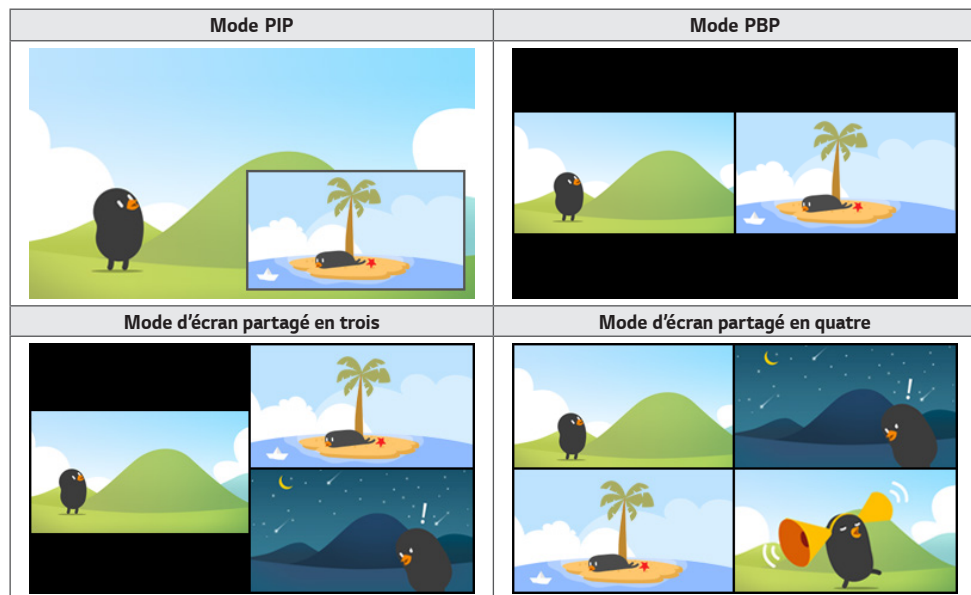 Mode PIP
Mode PBP
Mode d'écran partagé en trois
Mode d'écran partagé en quatre